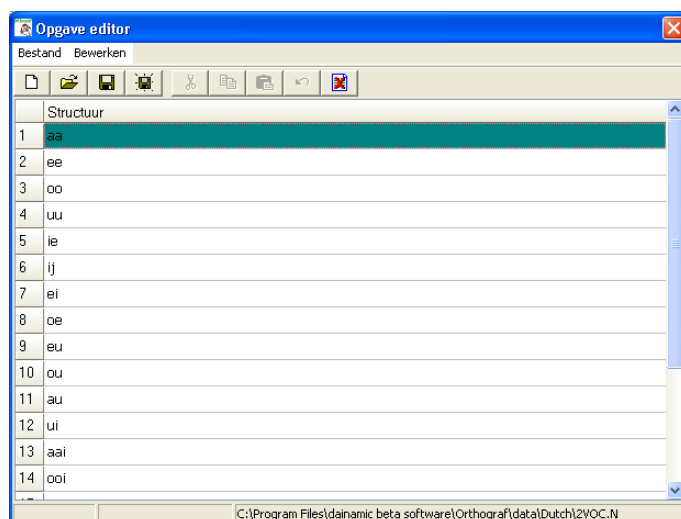 Opgave editor
Bestand Bewerken
Structuur
1 aa
2 ee
3 oo
4 uu
5 ie
6 ij
7 ei
8 oe
9 eu
10 ou
11 au
12 ui
13 aai
14 ooi
C:\Program Files\dainamic beta software\Orthograf\data\Dutch\2VOC.N